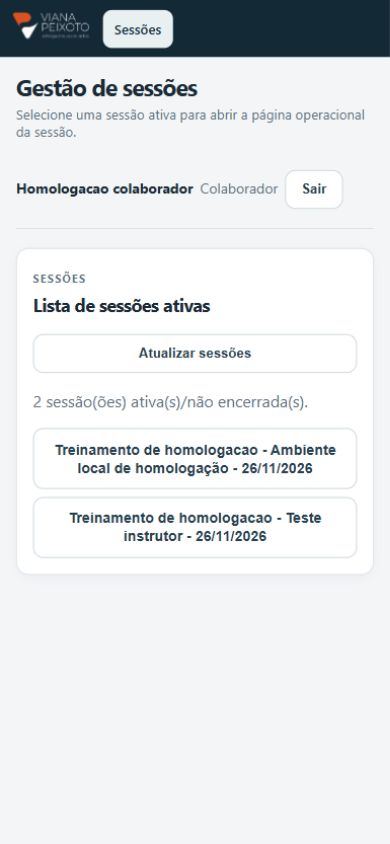 VIANA
PEIXOTO
Sessões
Gestão de sessões
Selecione uma sessão ativa para abrir a página operacional
da sessão.
Homologacao colaborador Colaborador Sair
SESSÕES
Lista de sessões ativas
Atualizar sessões
2 sessão(ões) ativa(s)/não encerrada(s).
Treinamento de homologacao - Ambiente
local de homologação - 26/11/2026
Treinamento de homologacao - Teste
instrutor - 26/11/2026